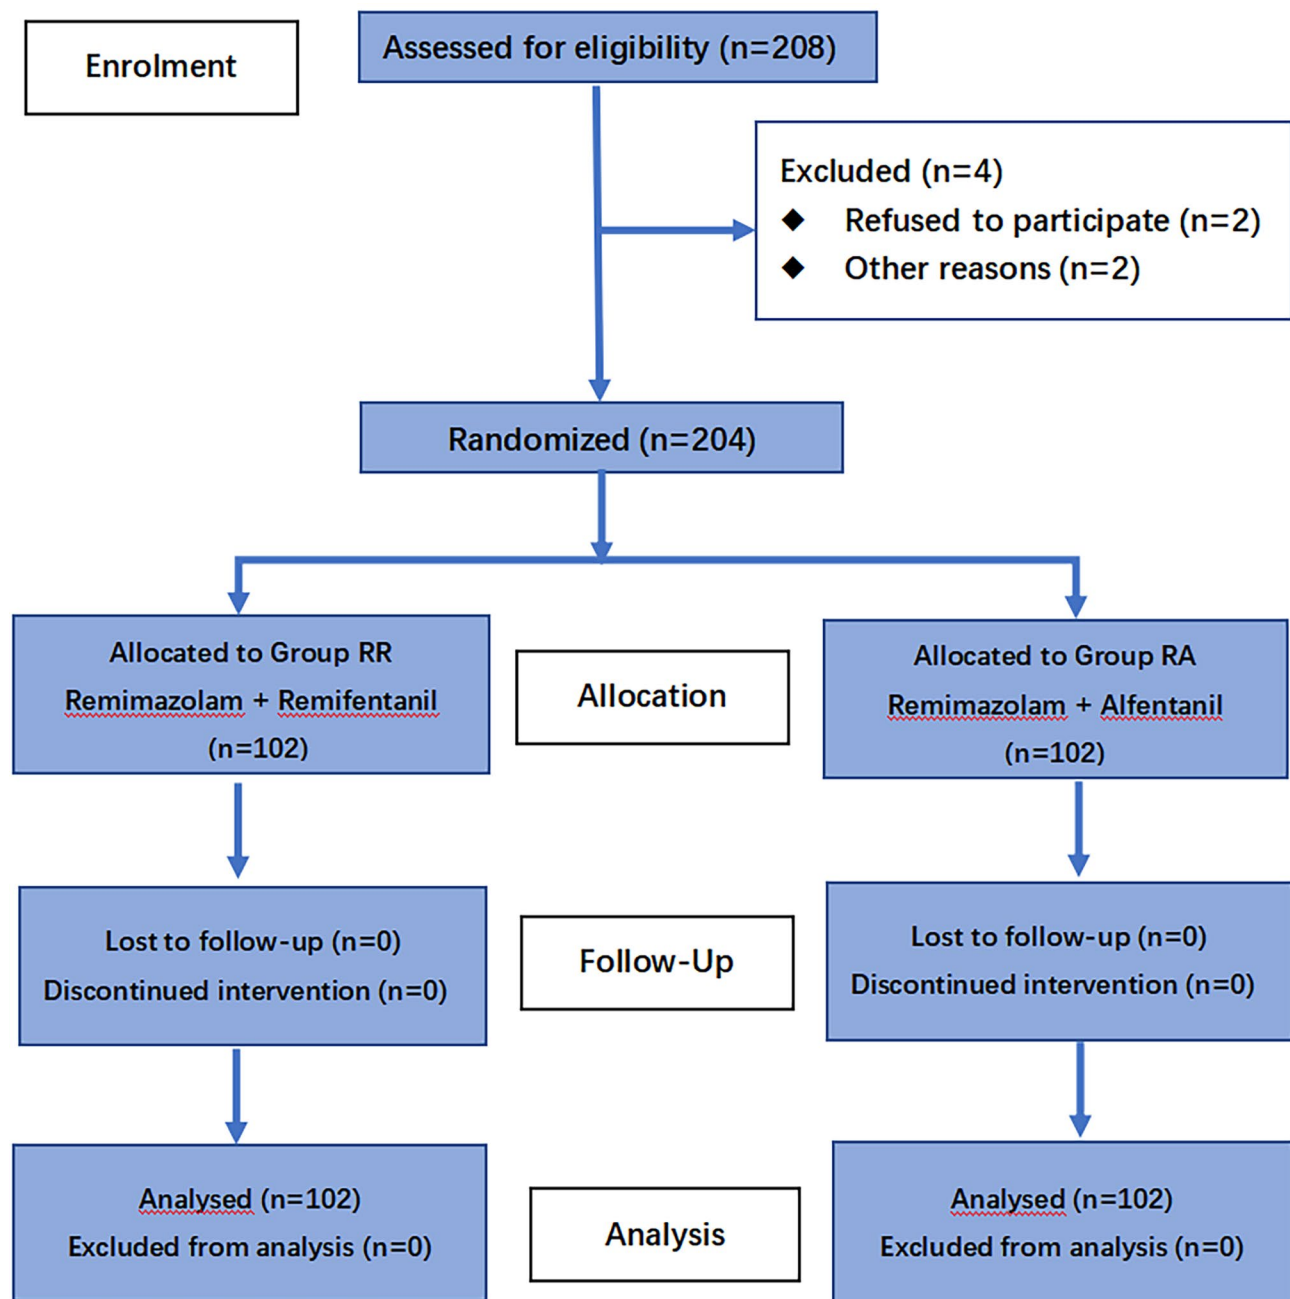 Enrolment
Assessed for eligibility (n=208)
Excluded (n=4)
◆ Refused to participate (n=2)
◆ Other reasons (n=2)
Randomized (n=204)
Allocated to Group RR
Remimazolam + Remifentanil
(n=102)
Allocation
Allocated to Group RA
Remimazolam + Alfentanil
(n=102)
Lost to follow-up (n=0)
Discontinued intervention (n=0)
Follow-Up
Lost to follow-up (n=0)
Discontinued intervention (n=0)
Analysed (n=102)
Excluded from analysis (n=0)
Analysis
Analysed (n=102)
Excluded from analysis (n=0)